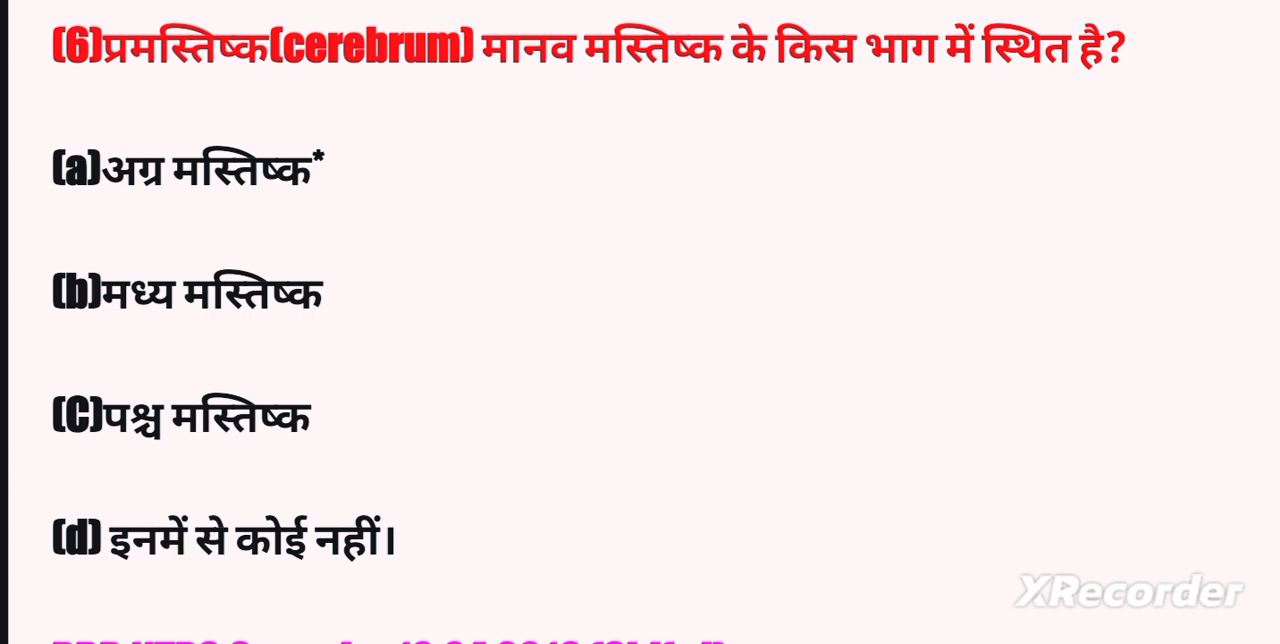 (6)प्रमस्तिष्क(cerebrum) मानव मस्तिष्क के किस भाग में स्थित है?
(a)अग्र मस्तिष्क*
(b)मध्य मस्तिष्क
(C)पश्च मस्तिष्क
(d) इनमें से कोई नहीं।
XRecorder